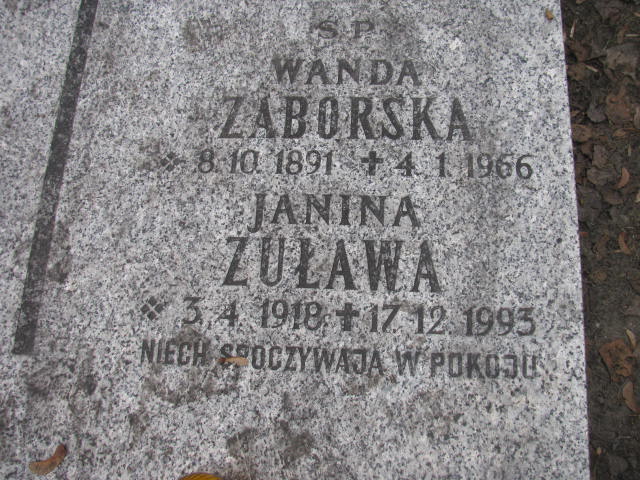 Ś P
WANDA
ZABORSKA
8.10.1891 ✝ 4.1.1966
JANINA
ŻUŁAWA
3.4.1918 ✝ 17.12.1993
NIECH SPOCZYWAJĄ W POKOJU